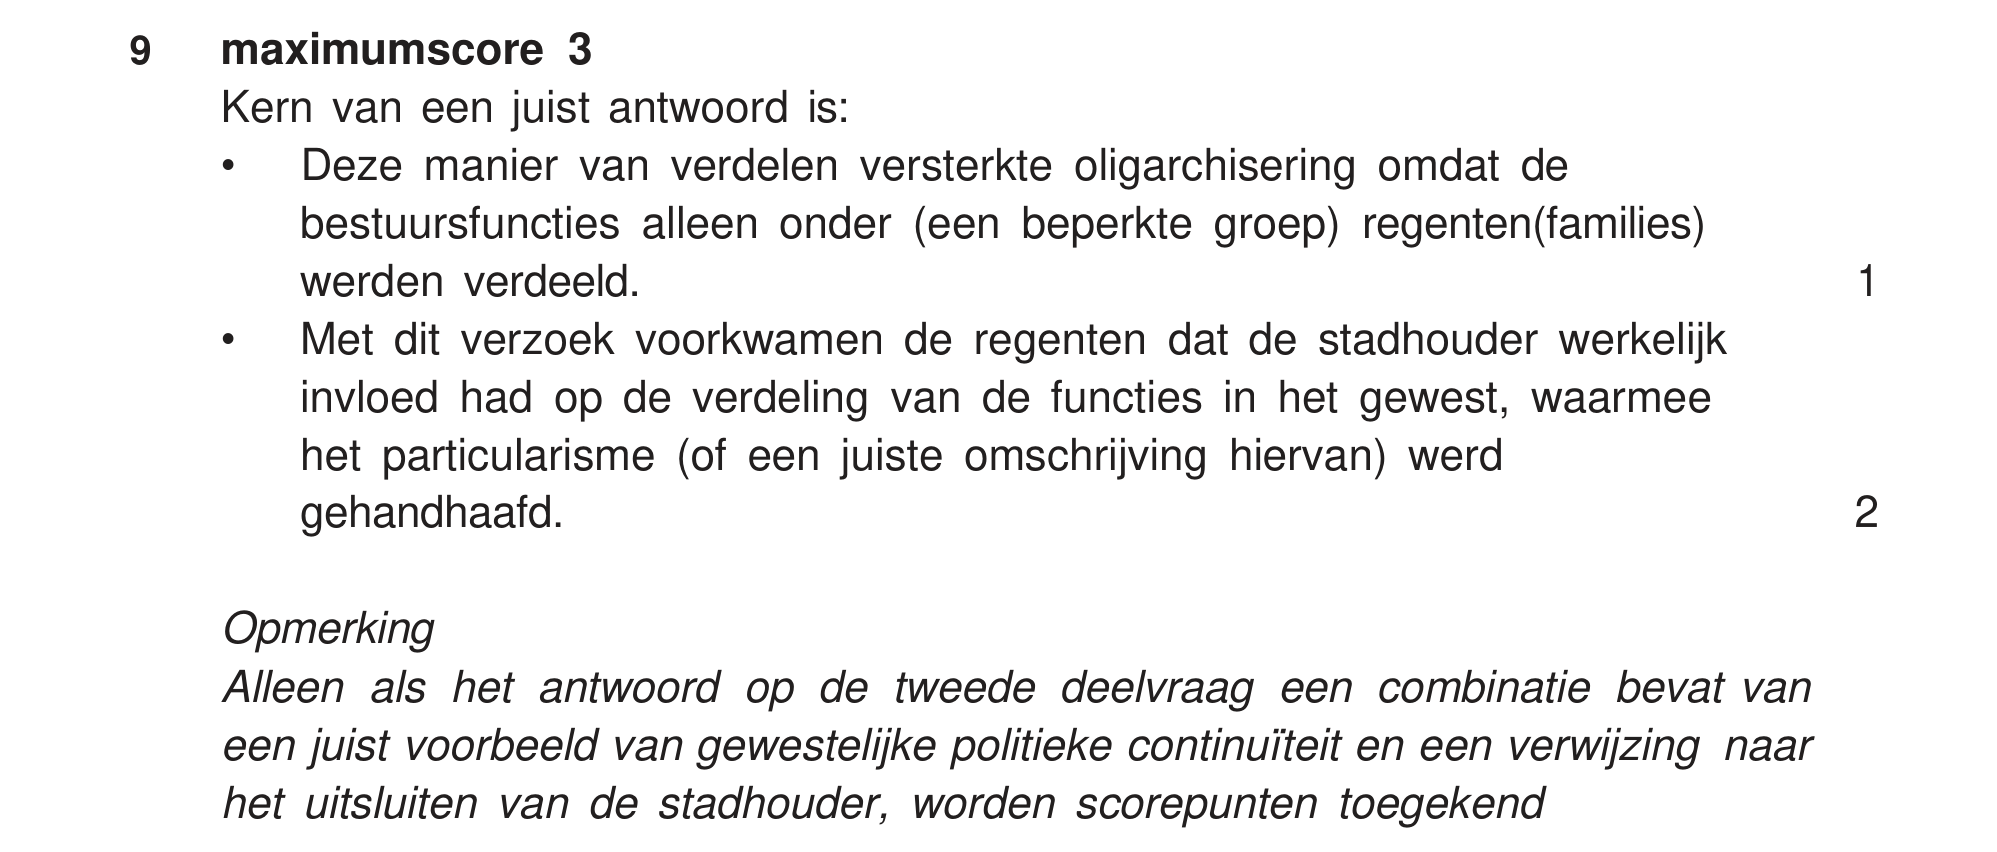 9 maximumscore 3
Kern van een juist antwoord is:
• Deze manier van verdelen versterkte oligarchisering omdat de
bestuursfuncties alleen onder (een beperkte groep) regenten(families)
werden verdeeld. 1
• Met dit verzoek voorkwamen de regenten dat de stadhouder werkelijk
invloed had op de verdeling van de functies in het gewest, waarmee
het particularisme (of een juiste omschrijving hiervan) werd
gehandhaafd. 2
Opmerking
Alleen als het antwoord op de tweede deelvraag een combinatie bevat van
een juist voorbeeld van gewestelijke politieke continuïteit en een verwijzing naar
het uitsluiten van de stadhouder, worden scorepunten toegekend